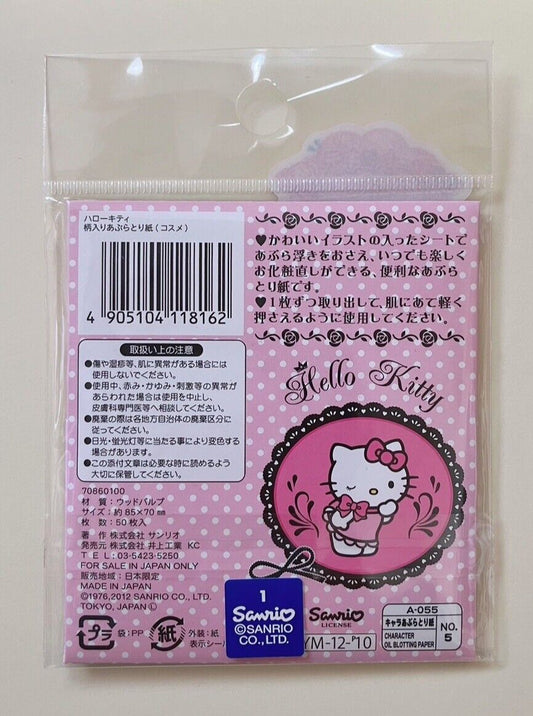 ハローキティ
柄入りあぶらとり紙(コスメ)
4 905104 118162
♥かわいいイラストの入ったシートで
あぶら浮きをおさえ、いつでも楽しく
お化粧直しができる、便利なあぶら
とり紙です。
♥1枚ずつ取り出して、肌にあて軽く
押さえるように使用してください。
取扱い上の注意
●傷や湿疹等、肌に異常がある場合には
使用しないでください。
●使用中、赤み・かゆみ・刺激等の異常が
あらわれた場合は使用を中止し、
皮膚科専門医等へ相談してください。
●廃棄の際は各地方自治体の廃棄区分に
従ってください。
●日光・蛍光灯等に当たる事により変色する
場合があります。
●この添付文章は必要な時に読めるよう
大切に保管してください。
Hello Kitty
70860100
材 質:ウッドパルプ
サイズ:約85×70㎜
枚 数:50枚入
著 作 株式会社 サンリオ
発売元 株式会社 井上工業 KC
TEL:03-5423-5250
FOR SALE IN JAPAN ONLY
販売地域:日本限定
MADE IN JAPAN
©1976,2012 SANRIO CO.,LTD.
TOKYO, JAPAN Ⓛ
プラ 袋:PP
紙 外装:紙
表示シー
1
Sanrio
©SANRIO
CO., LTD.
Sanrio
LICENSE
YM-12-P10
A-055
キャラあぶらとり紙
CHARACTER
OIL BLOTTING PAPER
NO.
5